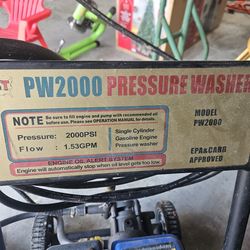 PW2000 PRESSURE WASHER
NOTE Be sure to fill engine and pump with recommended oil
before use. Please see OPERATION MANUAL for details.
Pressure: 2000PSI
Flow : 1.53GPM
Single Cylinder
Gasoline Engine
Pressure washer
MODEL
PW2000
EPA&CARB
APPROVED
ENGINE OIL ALERT SYSTEM
Engine will automatically stop when oil level gets too low.